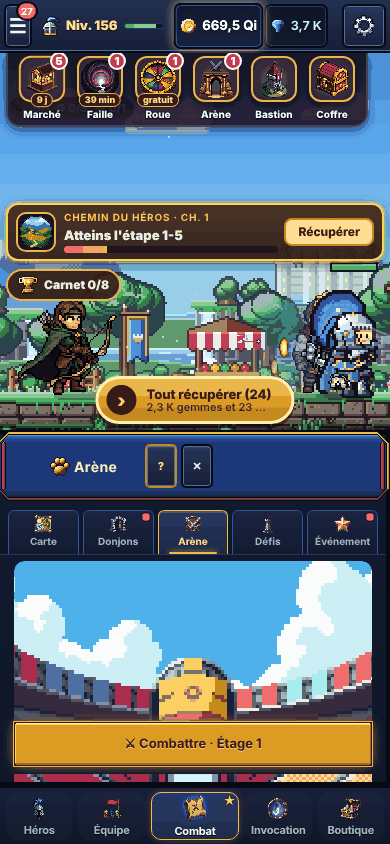 27
Niv. 156
669,5 Qi
3,7 K
5
1
1
1
9 j
39 min
gratuit
Marché
Faille
Roue
Arène
Bastion
Coffre
CHEMIN DU HÉROS · CH. 1
Atteins l'étape 1-5
Récupérer
Carnet 0/8
Tout récupérer (24)
2,3 K gemmes et 23 ...
Arène
?
×
Carte
Donjons
Arène
Défis
Événement
⚔ Combattre · Étage 1
Héros
Équipe
Combat
Invocation
Boutique